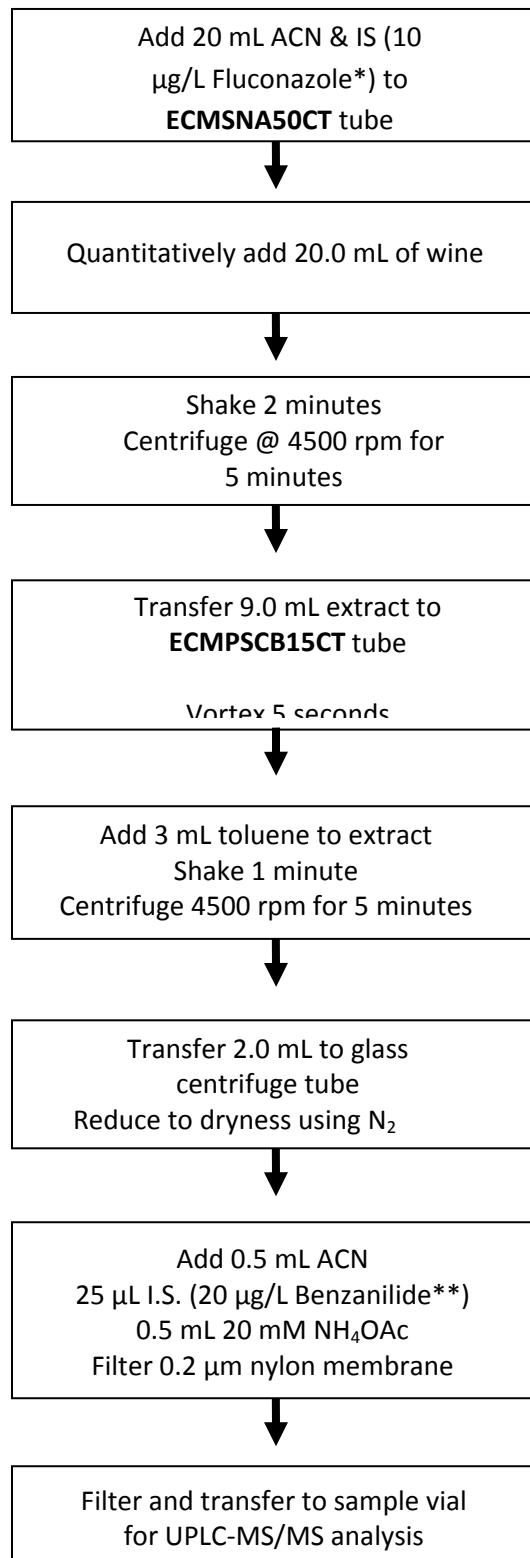 Add 20 mL ACN & IS (10
µg/L Fluconazole*) to
ECMSNA50CT tube
Quantitatively add 20.0 mL of wine
Shake 2 minutes
Centrifuge @ 4500 rpm for
5 minutes
Transfer 9.0 mL extract to
ECMPSCB15CT tube
Vortex 5 seconds
Add 3 mL toluene to extract
Shake 1 minute
Centrifuge 4500 rpm for 5 minutes
Transfer 2.0 mL to glass
centrifuge tube
Reduce to dryness using N₂
Add 0.5 mL ACN
25 µL I.S. (20 µg/L Benzanilide**)
0.5 mL 20 mM NH₄OAc
Filter 0.2 µm nylon membrane
Filter and transfer to sample vial
for UPLC-MS/MS analysis